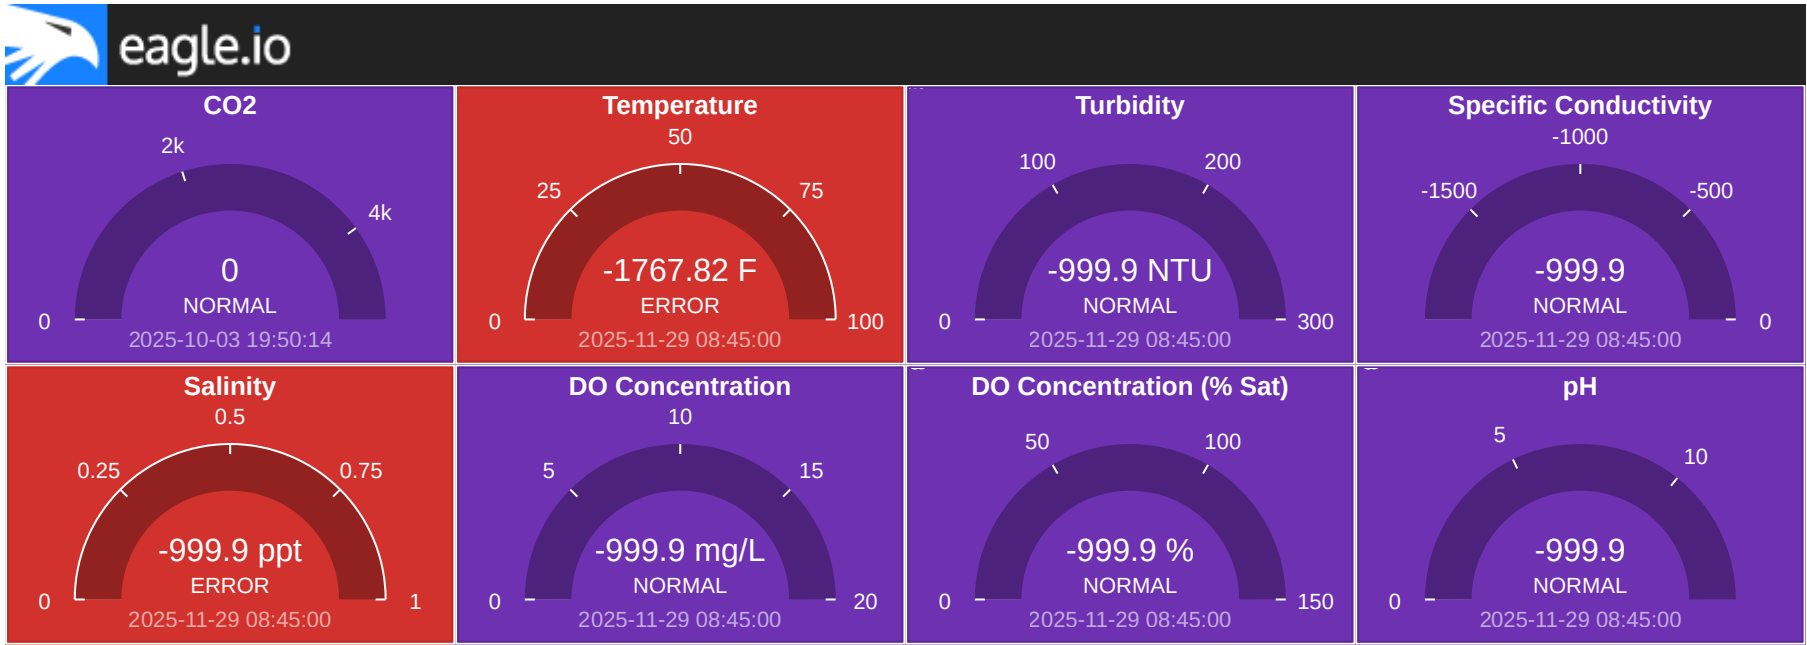 eagle.io
CO2
2k
4k
0
0
NORMAL
2025-10-03 19:50:14
Temperature
50
25
75
-1767.82 F
ERROR
0
100
2025-11-29 08:45:00
Turbidity
100
200
-999.9 NTU
NORMAL
0
300
2025-11-29 08:45:00
Specific Conductivity
-1000
-1500
-500
-999.9
NORMAL
0
2025-11-29 08:45:00
Salinity
0.5
0.25
0.75
-999.9 ppt
ERROR
0
1
2025-11-29 08:45:00
DO Concentration
10
5
15
-999.9 mg/L
NORMAL
0
20
2025-11-29 08:45:00
DO Concentration (% Sat)
50
100
-999.9 %
NORMAL
0
150
2025-11-29 08:45:00
pH
5
10
-999.9
NORMAL
0
2025-11-29 08:45:00